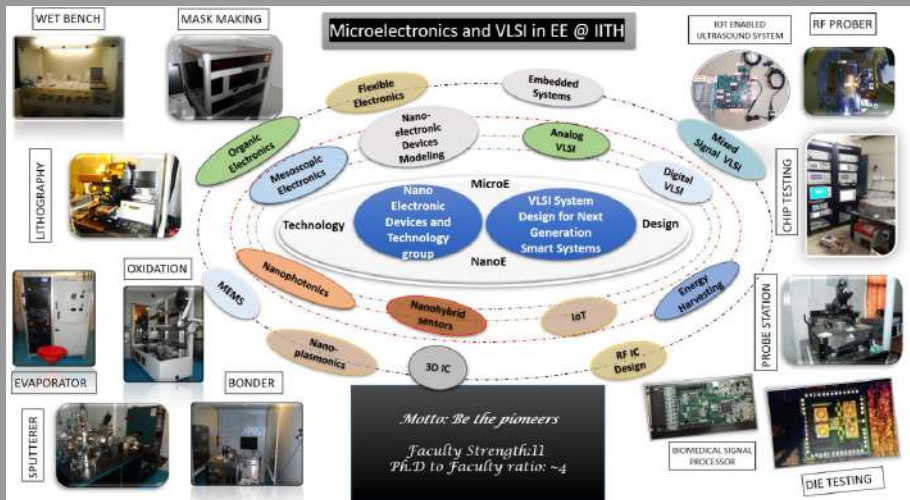 WET BENCH
MASK MAKING
Microelectronics and VLSI in EE @ IITH
IOT ENABLED
ULTRASOUND SYSTEM
RF PROBER
Flexible
Electronics
Embedded
Systems
Organic
Electronics
Nano-
electronic
Devices
Modeling
Analog
VLSI
Mixed
Signal VLSI
Mesoscopic
Electronics
Digital
VLSI
LITHOGRAPHY
CHIP TESTING
MicroE
Technology
Nano
Electronic
Devices and
Technology
group
VLSI System
Design for Next
Generation
Smart Systems
Design
NanoE
OXIDATION
MEMS
Nanophotonics
Nanohybrid
sensors
IoT
Energy
Harvesting
PROBE STATION
Nano-
plasmonics
3D IC
RF IC
Design
EVAPORATOR
BONDER
SPUTTERER
Motto: Be the pioneers
Faculty Strength:11
Ph.D to Faculty ratio: ~4
BIOMEDICAL SIGNAL
PROCESSOR
DIE TESTING